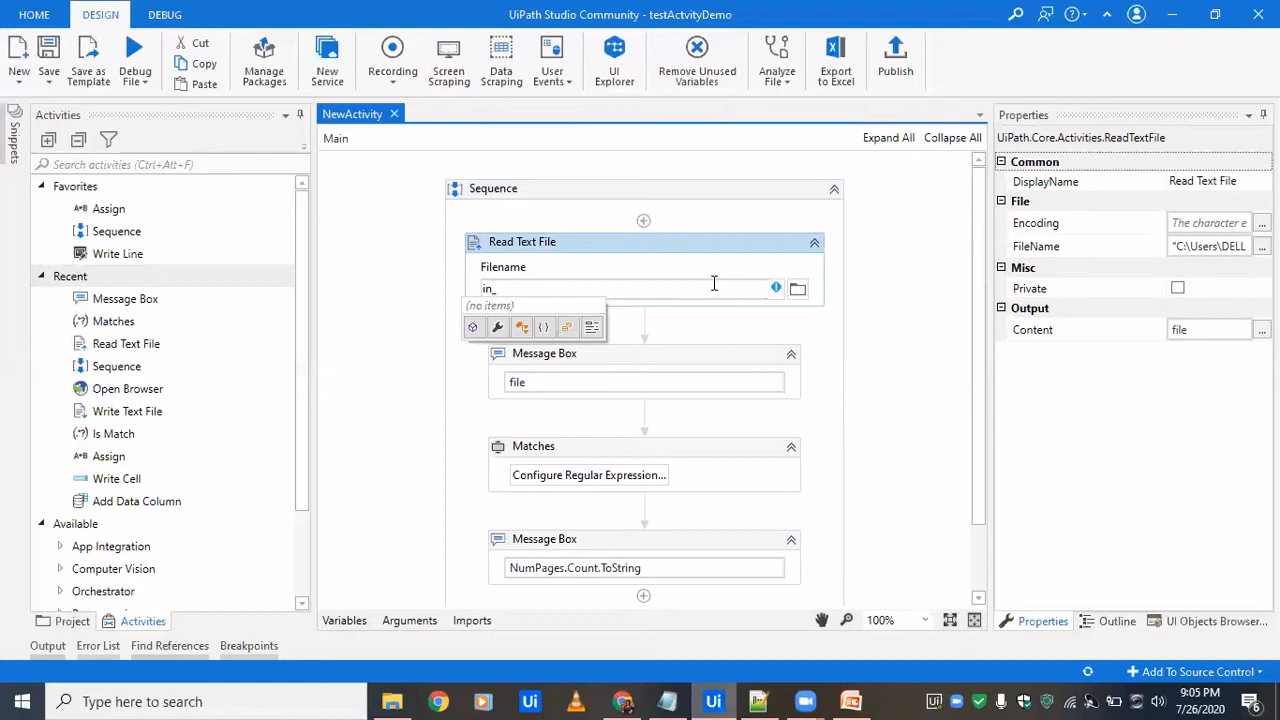 HOME
DESIGN
DEBUG
UiPath Studio Community - testActvityDemo
New
Save
Save as Template
Debug File
Cut
Copy
Paste
Manage Packages
New Service
Recording
Screen Scraping
Data Scraping
User Events
UI Explorer
Remove Unused Variables
Analyze File
Export to Excel
Publish
Snippets
Activities
Search activities (Ctrl+Alt+F)
Favorites
Assign
Sequence
Write Line
Recent
Message Box
Matches
Read Text File
Sequence
Open Browser
Write Text File
Is Match
Assign
Write Cell
Add Data Column
Available
App Integration
Computer Vision
Orchestrator
Project
Activities
NewActivity
Main
Expand All
Collapse All
Sequence
Read Text File
Filename
in_
(no items)
Message Box
file
Matches
Configure Regular Expression...
Message Box
NumPages.Count.ToString
Variables
Arguments
Imports
100%
Properties
UiPath.Core.Activities.ReadTextFile
Common
DisplayName
Read Text File
File
Encoding
The character e
FileName
"C:\Users\DELL
Misc
Private
Output
Content
file
Properties
Outline
UI Objects Browser...
Output
Error List
Find References
Breakpoints
Add To Source Control
Type here to search
9:05 PM
7/26/2020
6